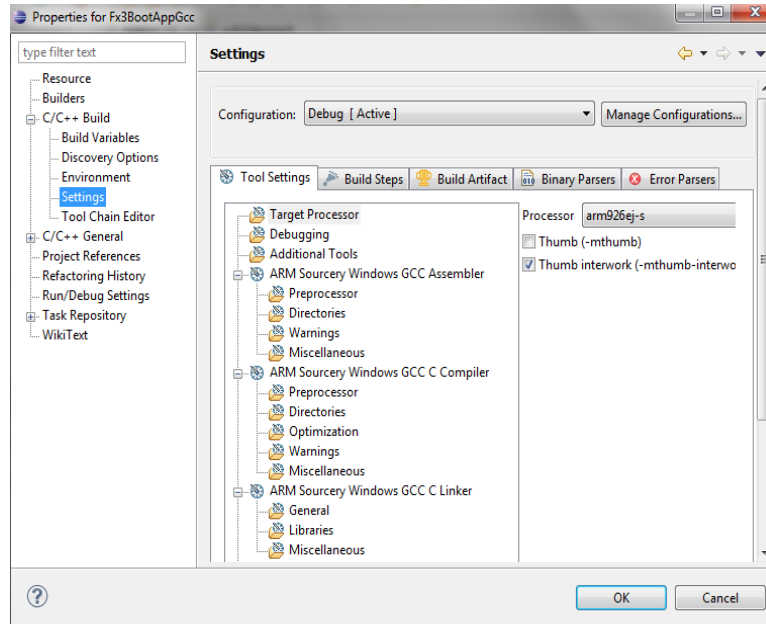 Properties for Fx3BootAppGcc
type filter text
Resource
Builders
C/C++ Build
Build Variables
Discovery Options
Environment
Settings
Tool Chain Editor
C/C++ General
Project References
Refactoring History
Run/Debug Settings
Task Repository
WikiText
Settings
Configuration: Debug [ Active ] Manage Configurations...
Tool Settings Build Steps Build Artifact Binary Parsers Error Parsers
Target Processor
Debugging
Additional Tools
ARM Sourcery Windows GCC Assembler
Preprocessor
Directories
Warnings
Miscellaneous
ARM Sourcery Windows GCC C Compiler
Preprocessor
Directories
Optimization
Warnings
Miscellaneous
ARM Sourcery Windows GCC C Linker
General
Libraries
Miscellaneous
Processor arm926ej-s
Thumb (-mthumb)
Thumb interwork (-mthumb-interwo
OK Cancel